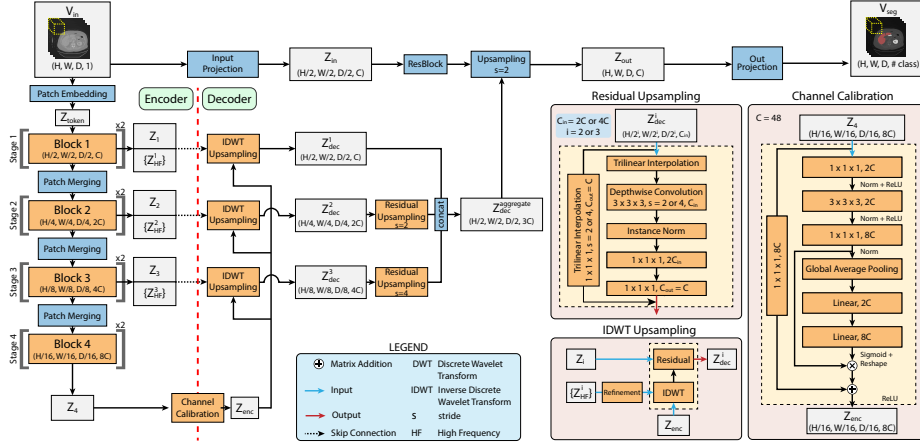 V_in
(H, W, D, 1)
Input
Projection
Z_in
(H/2, W/2, D/2, C)
ResBlock
Upsampling
s=2
Z_out
(H, W, D, C)
Out
Projection
V_seg
(H, W, D, # class)
Patch Embedding
Z_token
Encoder
Decoder
Stage 1
x2
Block 1
(H/2, W/2, D/2, C)
Z_1
{Z^1_HF}
IDWT
Upsampling
Z^1_dec
(H/2, W/2, D/2, C)
Patch Merging
Stage 2
x2
Block 2
(H/4, W/4, D/4, 2C)
Z_2
{Z^2_HF}
IDWT
Upsampling
Z^2_dec
(H/4, W/4, D/4, 2C)
Residual
Upsampling
s=2
concat
Z^aggregate_dec
(H/2, W/2, D/2, 3C)
Patch Merging
Stage 3
x2
Block 3
(H/8, W/8, D/8, 4C)
Z_3
{Z^3_HF}
IDWT
Upsampling
Z^3_dec
(H/8, W/8, D/8, 4C)
Residual
Upsampling
s=4
Patch Merging
Stage 4
x2
Block 4
(H/16, W/16, D/16, 8C)
Z_4
Channel
Calibration
Z_enc
LEGEND
Matrix Addition
Input
Output
Skip Connection
DWT Discrete Wavelet
Transform
IDWT Inverse Discrete
Wavelet Transform
s stride
HF High Frequency
Residual Upsampling
C_in = 2C or 4C
i = 2 or 3
Z^i_dec
(H/2^i, W/2^i, D/2^i, C_in)
Trilinear Interpolation
Depthwise Convolution
3 x 3 x 3, s = 2 or 4, C_in
Instance Norm
1 x 1 x 1, 2C_in
1 x 1 x 1, C_out = C
Trilinear Interpolation
1 x 1 x 1, s = 2 or 4, C_out = C
IDWT Upsampling
Z_i
Residual
Z^i_dec
{Z^i_HF}
Refinement
IDWT
Z_enc
Channel Calibration
C = 48
Z_4
(H/16, W/16, D/16, 8C)
1 x 1 x 1, 2C
Norm + ReLU
3 x 3 x 3, 2C
Norm + ReLU
1 x 1 x 1, 8C
Norm
Global Average Pooling
Linear, 2C
Linear, 8C
Sigmoid +
Reshape
1 x 1 x 1, 8C
ReLU
Z_enc
(H/16, W/16, D/16, 8C)